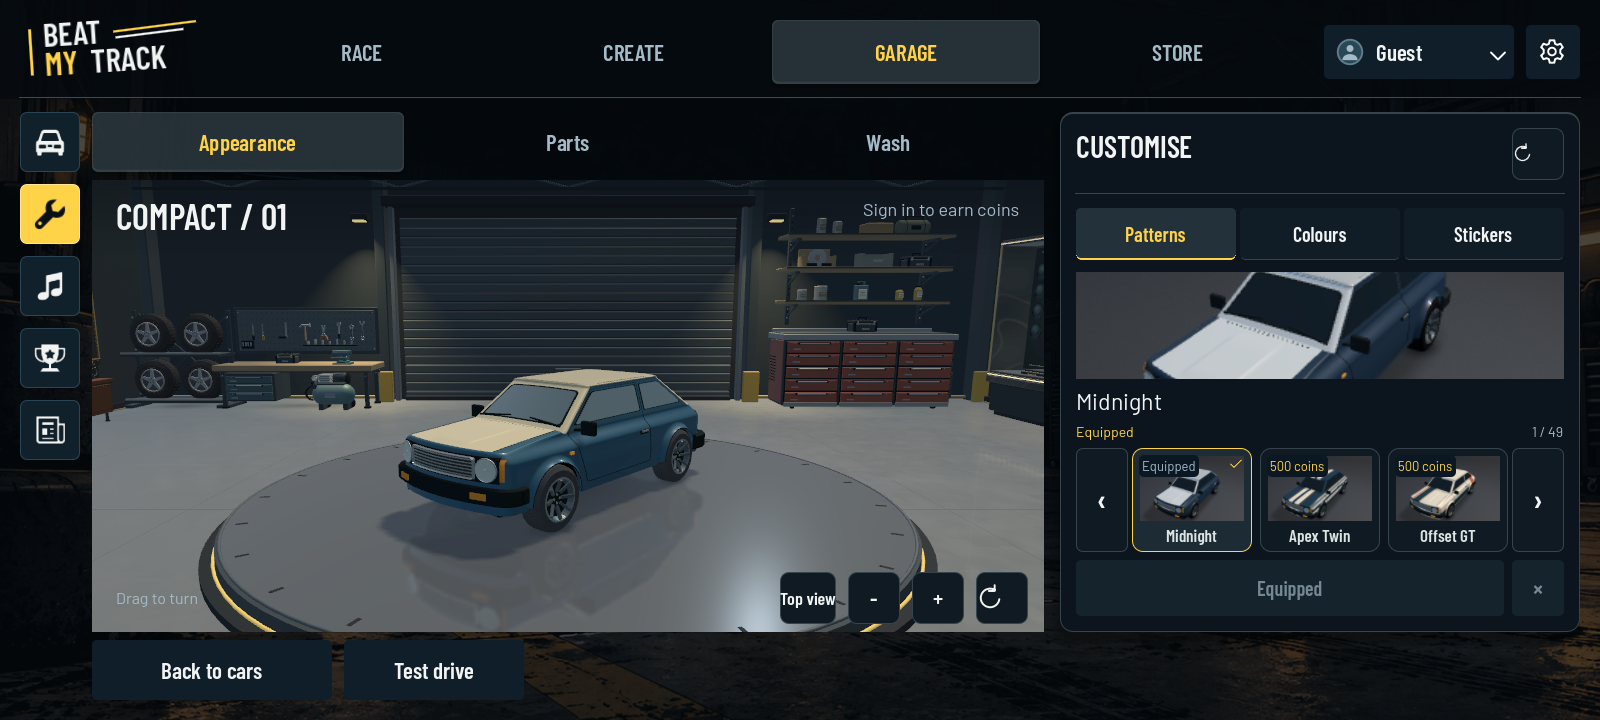 BEAT
MY TRACK
RACE
CREATE
GARAGE
STORE
Guest
Appearance
Parts
Wash
COMPACT / 01
Sign in to earn coins
Drag to turn
Top view
-
+
Back to cars
Test drive
CUSTOMISE
Patterns
Colours
Stickers
Midnight
Equipped
1 / 49
‹
Equipped
Midnight
500 coins
Apex Twin
500 coins
Offset GT
›
Equipped
×